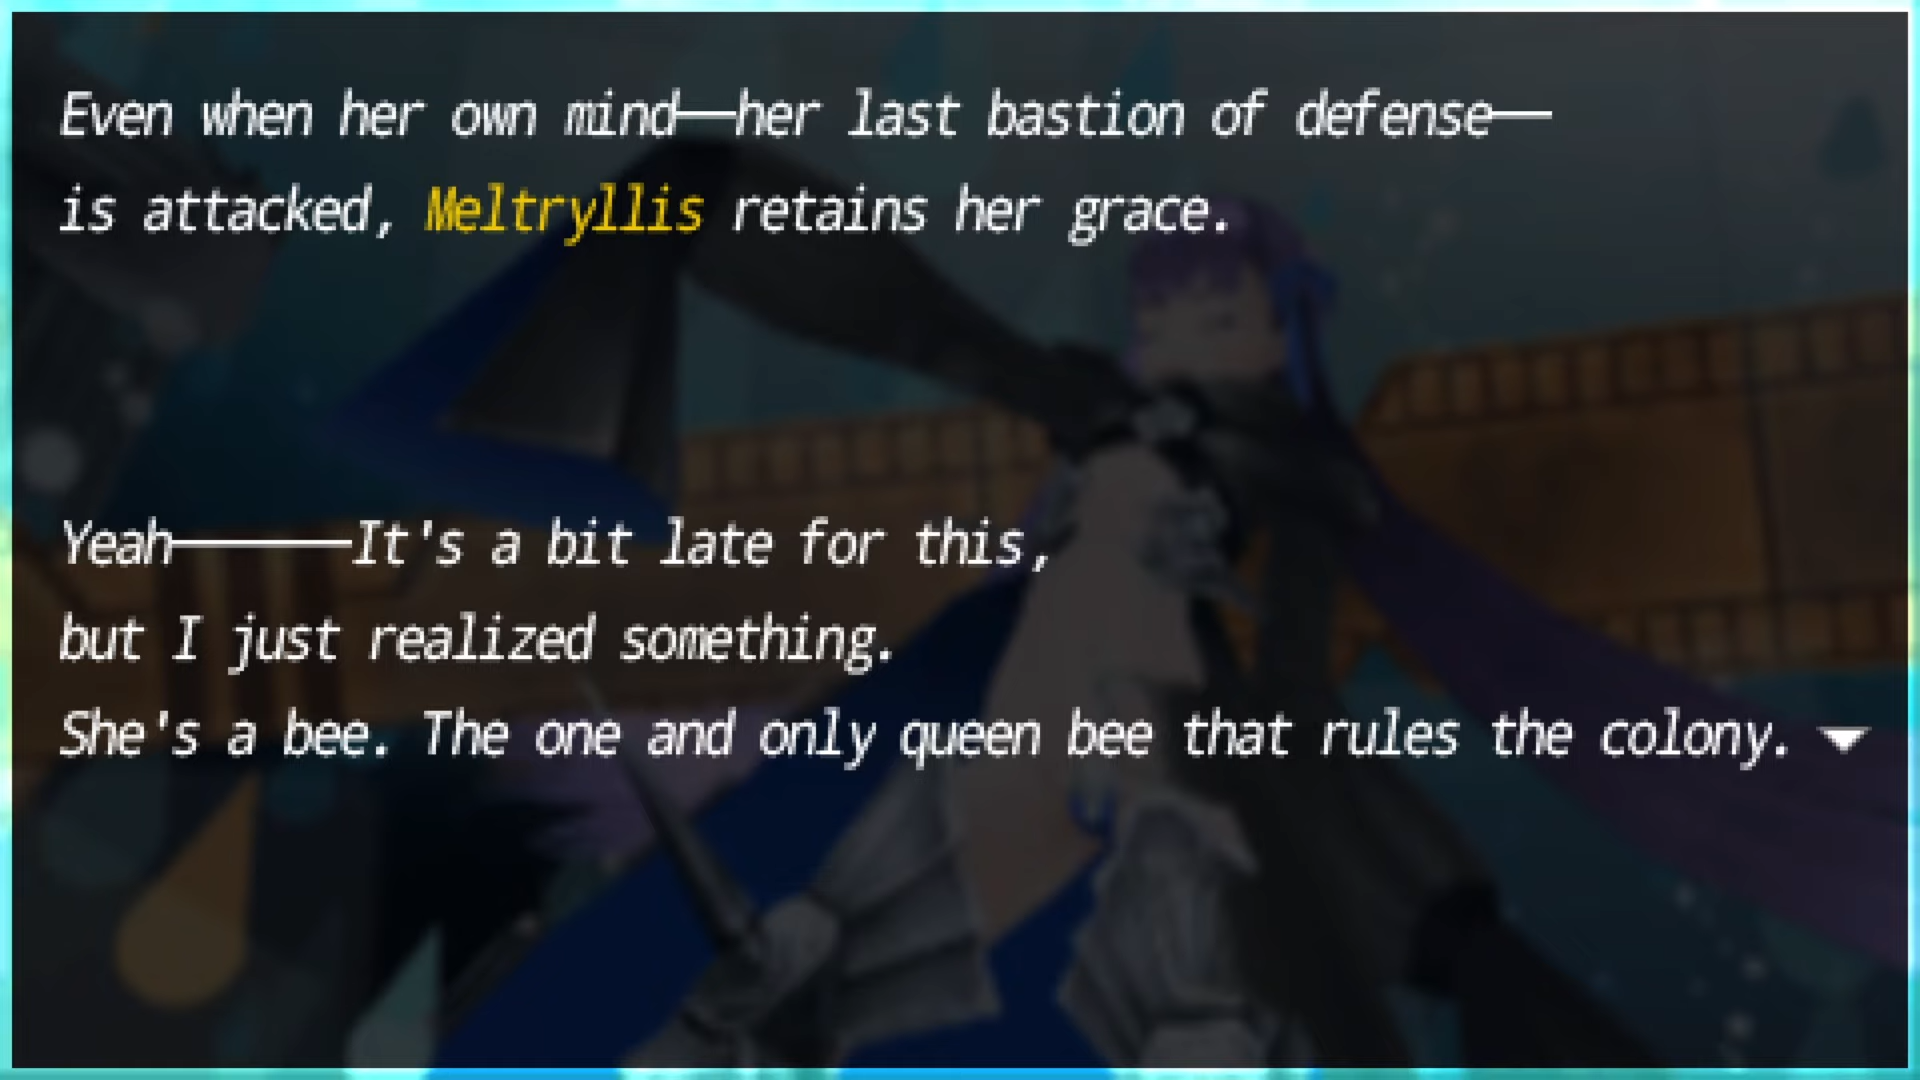 Even when her own mind──her last bastion of defense──
is attacked, Meltryllis retains her grace.
Yeah──────It's a bit late for this,
but I just realized something.
She's a bee. The one and only queen bee that rules the colony.